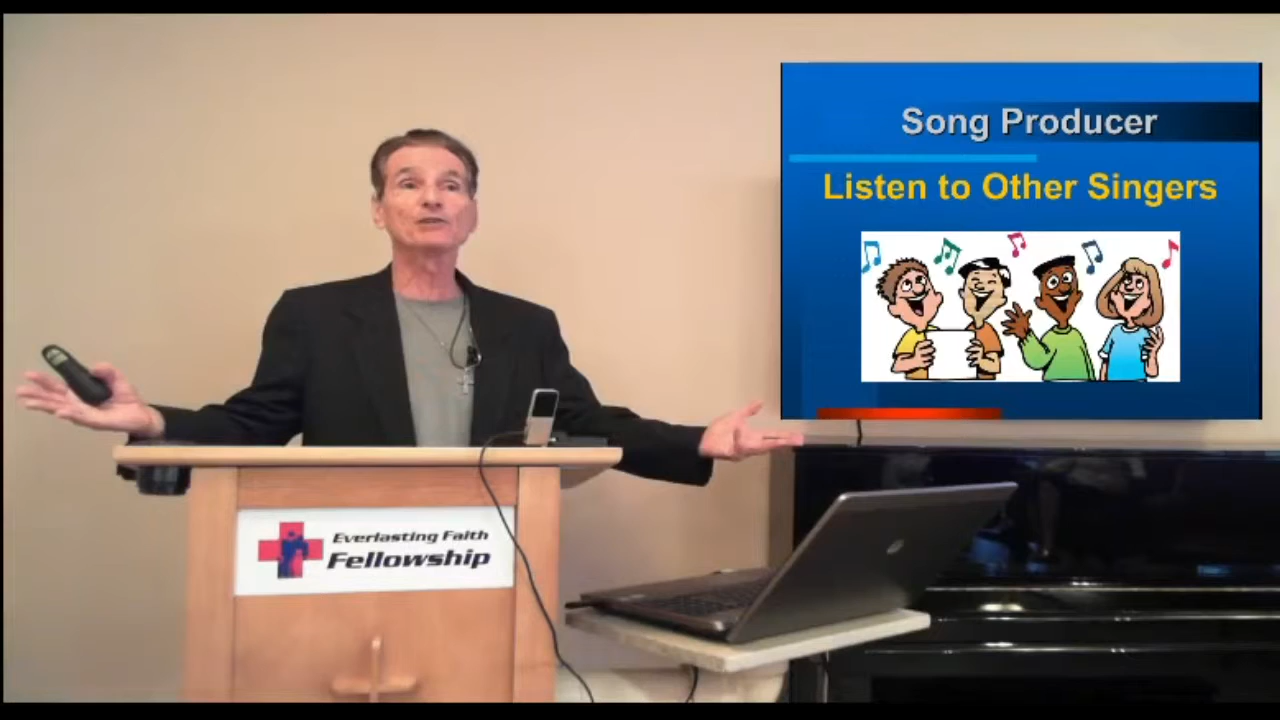 Song Producer
Listen to Other Singers
Everlasting Faith
Fellowship